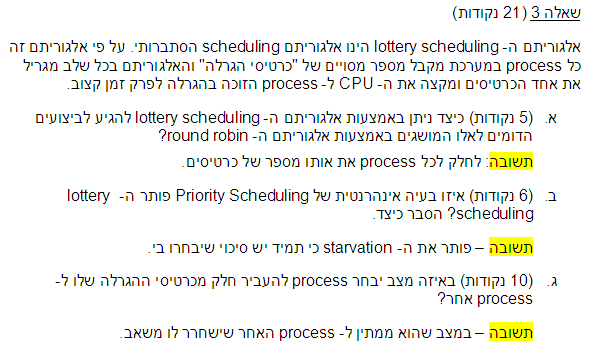 שאלה 3 (21 נקודות)
אלגוריתם ה- lottery scheduling הינו אלגוריתם scheduling הסתברותי. על פי אלגוריתם זה
כל process במערכת מקבל מספר מסויים של "כרטיסי הגרלה" והאלגוריתם בכל שלב מגריל
את אחד הכרטיסים ומקצה את ה- CPU ל- process הזוכה בהגרלה לפרק זמן קצוב.
א. (5 נקודות) כיצד ניתן באמצעות אלגוריתם ה- lottery scheduling להגיע לביצועים
הדומים לאלו המושגים באמצעות אלגוריתם ה- round robin?
תשובה: לחלק לכל process את אותו מספר של כרטיסים.
ב. (6 נקודות) איזו בעיה אינהרנטית של Priority Scheduling פותר ה- lottery
scheduling? הסבר כיצד.
תשובה – פותר את ה- starvation כי תמיד יש סיכוי שיבחרו בי.
ג. (10 נקודות) באיזה מצב יבחר process להעביר חלק מכרטיסי ההגרלה שלו ל-
process אחר?
תשובה – במצב שהוא ממתין ל- process האחר שישחרר לו משאב.